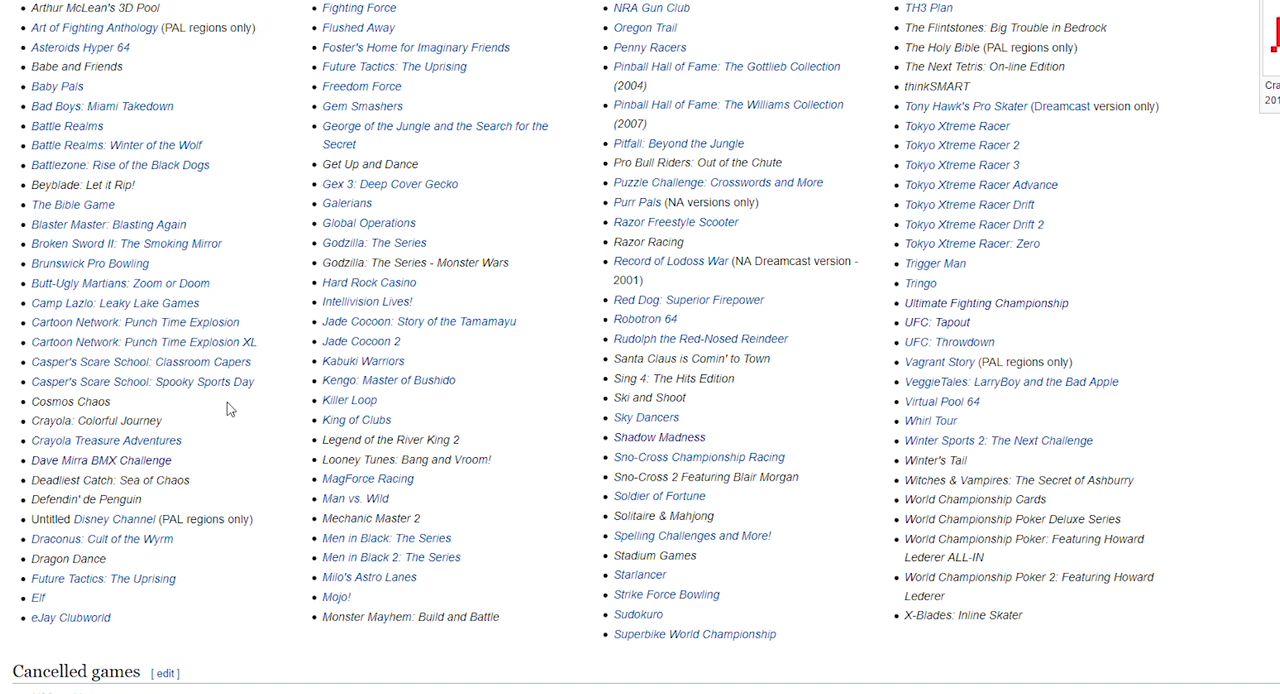 Arthur McLean's 3D Pool
Art of Fighting Anthology (PAL regions only)
Asteroids Hyper 64
Babe and Friends
Baby Pals
Bad Boys: Miami Takedown
Battle Realms
Battle Realms: Winter of the Wolf
Battlezone: Rise of the Black Dogs
Beyblade: Let it Rip!
The Bible Game
Blaster Master: Blasting Again
Broken Sword II: The Smoking Mirror
Brunswick Pro Bowling
Butt-Ugly Martians: Zoom or Doom
Camp Lazlo: Leaky Lake Games
Cartoon Network: Punch Time Explosion
Cartoon Network: Punch Time Explosion XL
Casper's Scare School: Classroom Capers
Casper's Scare School: Spooky Sports Day
Cosmos Chaos
Crayola: Colorful Journey
Crayola Treasure Adventures
Dave Mirra BMX Challenge
Deadliest Catch: Sea of Chaos
Defendin' de Penguin
Untitled Disney Channel (PAL regions only)
Draconus: Cult of the Wyrm
Dragon Dance
Future Tactics: The Uprising
Elf
eJay Clubworld
Fighting Force
Flushed Away
Foster's Home for Imaginary Friends
Future Tactics: The Uprising
Freedom Force
Gem Smashers
George of the Jungle and the Search for the
Secret
Get Up and Dance
Gex 3: Deep Cover Gecko
Galerians
Global Operations
Godzilla: The Series
Godzilla: The Series - Monster Wars
Hard Rock Casino
Intellivision Lives!
Jade Cocoon: Story of the Tamamayu
Jade Cocoon 2
Kabuki Warriors
Kengo: Master of Bushido
Killer Loop
King of Clubs
Legend of the River King 2
Looney Tunes: Bang and Vroom!
MagForce Racing
Man vs. Wild
Mechanic Master 2
Men in Black: The Series
Men in Black 2: The Series
Milo's Astro Lanes
Mojo!
Monster Mayhem: Build and Battle
NRA Gun Club
Oregon Trail
Penny Racers
Pinball Hall of Fame: The Gottlieb Collection
(2004)
Pinball Hall of Fame: The Williams Collection
(2007)
Pitfall: Beyond the Jungle
Pro Bull Riders: Out of the Chute
Puzzle Challenge: Crosswords and More
Purr Pals (NA versions only)
Razor Freestyle Scooter
Razor Racing
Record of Lodoss War (NA Dreamcast version -
2001)
Red Dog: Superior Firepower
Robotron 64
Rudolph the Red-Nosed Reindeer
Santa Claus is Comin' to Town
Sing 4: The Hits Edition
Ski and Shoot
Sky Dancers
Shadow Madness
Sno-Cross Championship Racing
Sno-Cross 2 Featuring Blair Morgan
Soldier of Fortune
Solitaire & Mahjong
Spelling Challenges and More!
Stadium Games
Starlancer
Strike Force Bowling
Sudokuro
Superbike World Championship
TH3 Plan
The Flintstones: Big Trouble in Bedrock
The Holy Bible (PAL regions only)
The Next Tetris: On-line Edition
thinkSMART
Tony Hawk's Pro Skater (Dreamcast version only)
Tokyo Xtreme Racer
Tokyo Xtreme Racer 2
Tokyo Xtreme Racer 3
Tokyo Xtreme Racer Advance
Tokyo Xtreme Racer Drift
Tokyo Xtreme Racer Drift 2
Tokyo Xtreme Racer: Zero
Trigger Man
Tringo
Ultimate Fighting Championship
UFC: Tapout
UFC: Throwdown
Vagrant Story (PAL regions only)
VeggieTales: LarryBoy and the Bad Apple
Virtual Pool 64
Whirl Tour
Winter Sports 2: The Next Challenge
Winter's Tail
Witches & Vampires: The Secret of Ashburry
World Championship Cards
World Championship Poker Deluxe Series
World Championship Poker: Featuring Howard
Lederer ALL-IN
World Championship Poker 2: Featuring Howard
Lederer
X-Blades: Inline Skater
Cancelled games [ edit ]